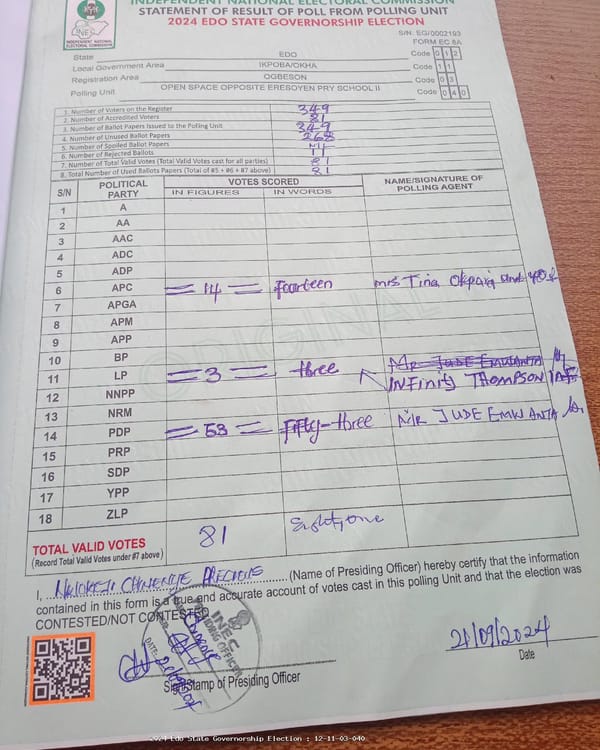 INDEPENDENT NATIONAL ELECTORAL COMMISSION
STATEMENT OF RESULT OF POLL FROM POLLING UNIT
2024 EDO STATE GOVERNORSHIP ELECTION
INEC
INDEPENDENT NATIONAL ELECTORAL COMMISSION
S/N: EG/0002193
FORM EC 8A
State EDO Code 0 1 2
Local Government Area IKPOBA/OKHA Code 1 1
Registration Area OGBESON Code 0 3
Polling Unit OPEN SPACE OPPOSITE ERESOYEN PRY SCHOOL II Code 0 4 0
1. Number of Voters on the Register 349
2. Number of Accredited Voters 81
3. Number of Ballot Papers Issued to the Polling Unit 349
4. Number of Unused Ballot Papers 268
5. Number of Spoiled Ballot Papers
6. Number of Rejected Ballots 11
7. Number of Total Valid Votes (Total Valid Votes cast for all parties) 81
8. Total Number of Used Ballots Papers (Total of #5 + #6 + #7 above) 81
S/N POLITICAL PARTY VOTES SCORED NAME/SIGNATURE OF POLLING AGENT
IN FIGURES IN WORDS
1 A
2 AA
3 AAC
4 ADC
5 ADP
6 APC = 14 = fourteen mrs Tina
7 APGA
8 APM
9 APP
10 BP
11 LP = 3 = three Mr JUDE EMWANTA
INFINITY THOMPSON
12 NNPP
13 NRM
14 PDP = 53 = Fifty-three MR JUDE EMWANTA
15 PRP
16 SDP
17 YPP
18 ZLP
ORIGINAL
TOTAL VALID VOTES 81 Eighty one
(Record Total Valid Votes under #7 above)
I, PRECIOUS (Name of Presiding Officer) hereby certify that the information
contained in this form is a true and accurate account of votes cast in this polling Unit and that the election was
CONTESTED/NOT CONTESTED
INEC
PRESIDING OFFICER
DATE:
Sign/Stamp of Presiding Officer
21/09/2024
Date
2024 Edo State Governorship Election : 12-11-03-040